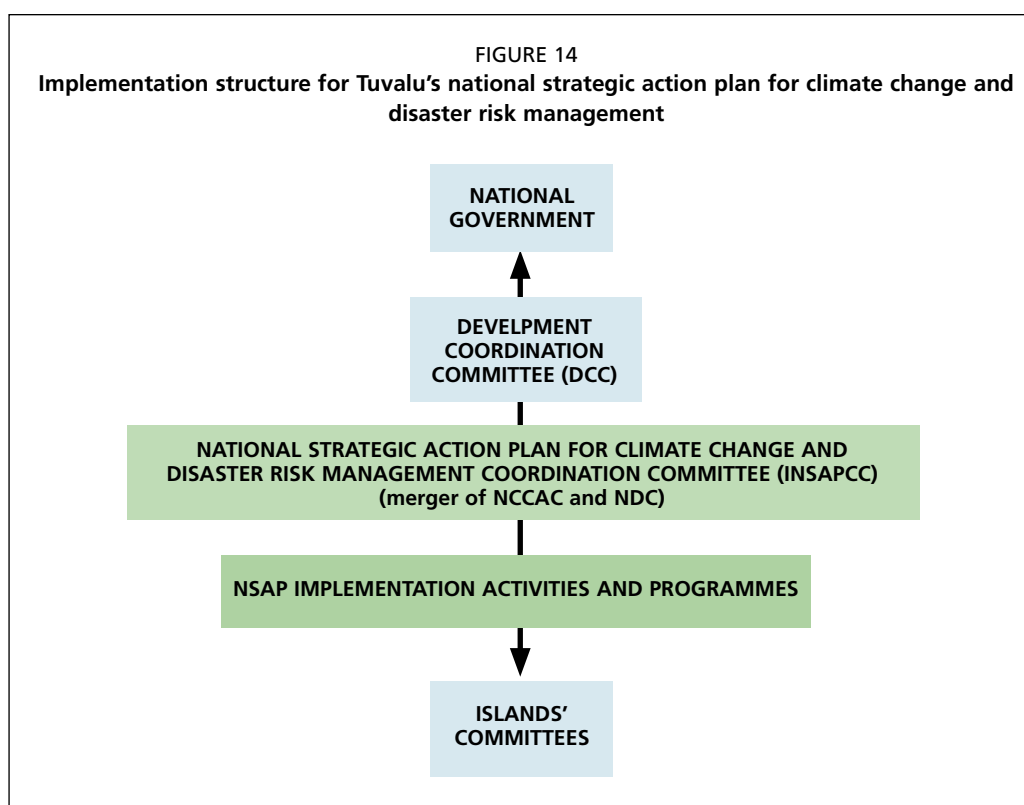 FIGURE 14
Implementation structure for Tuvalu's national strategic action plan for climate change and
disaster risk management
NATIONAL
GOVERNMENT
DEVELPMENT
COORDINATION
COMMITTEE (DCC)
NATIONAL STRATEGIC ACTION PLAN FOR CLIMATE CHANGE AND
DISASTER RISK MANAGEMENT COORDINATION COMMITTEE (INSAPCC)
(merger of NCCAC and NDC)
NSAP IMPLEMENTATION ACTIVITIES AND PROGRAMMES
ISLANDS'
COMMITTEES